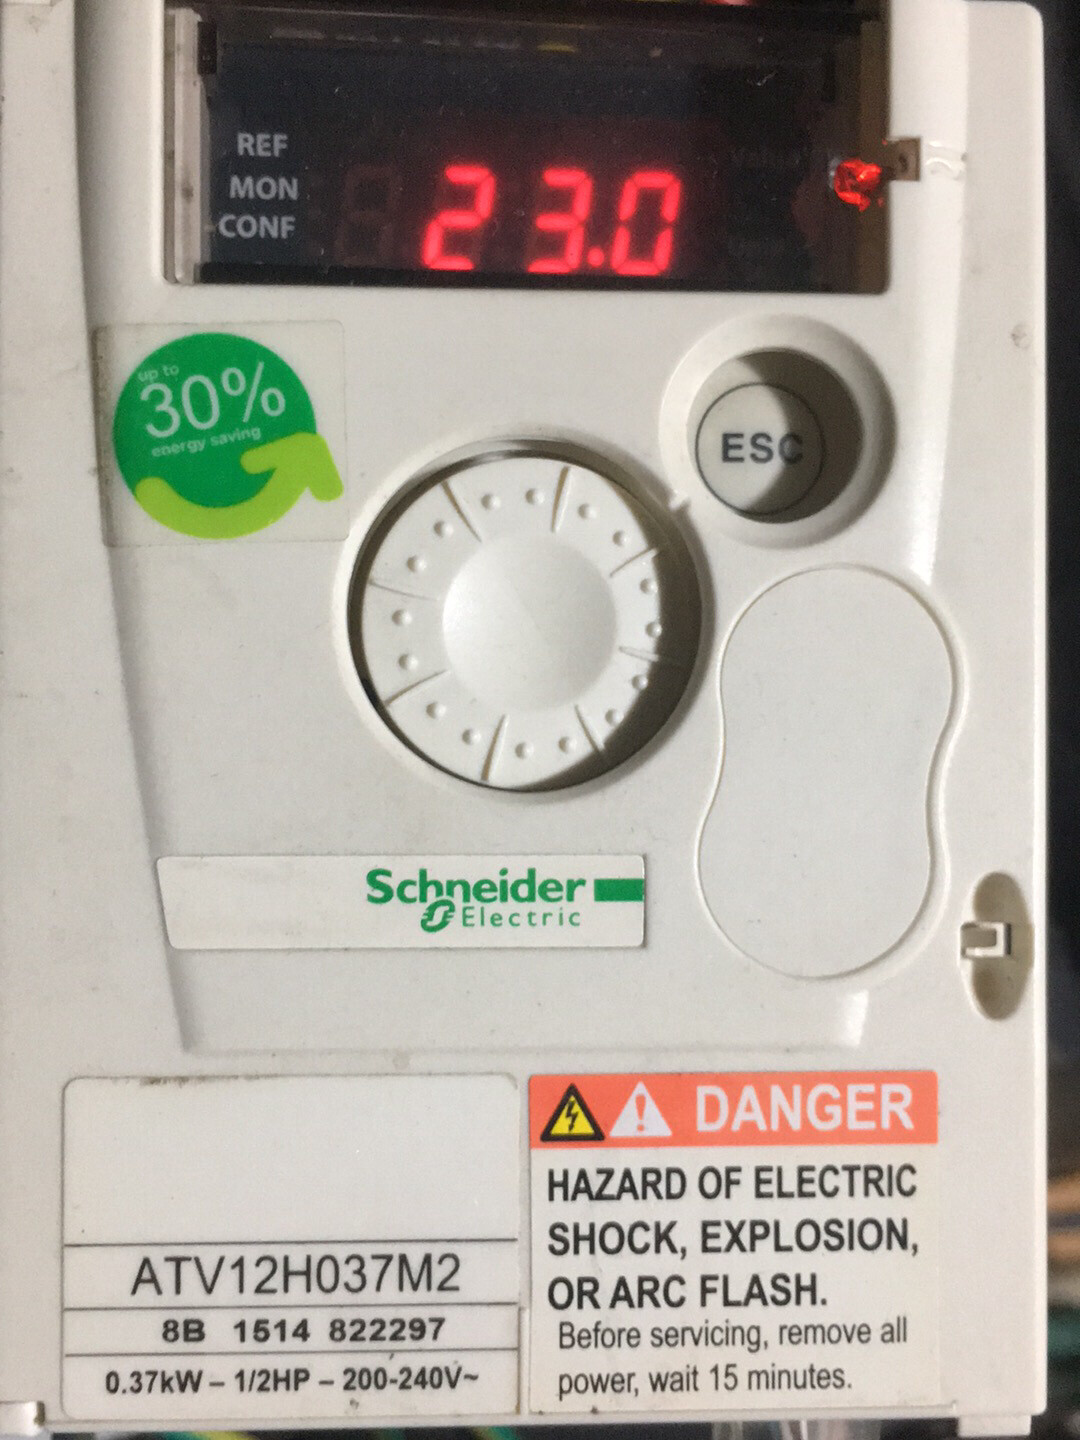 REF
MON
CONF
23.0
Value
up to
30%
energy saving
ESC
Schneider
Electric
ATV12H037M2
8B 1514 822297
0.37kW – 1/2HP – 200-240V~
DANGER
HAZARD OF ELECTRIC
SHOCK, EXPLOSION,
OR ARC FLASH.
Before servicing, remove all
power, wait 15 minutes.